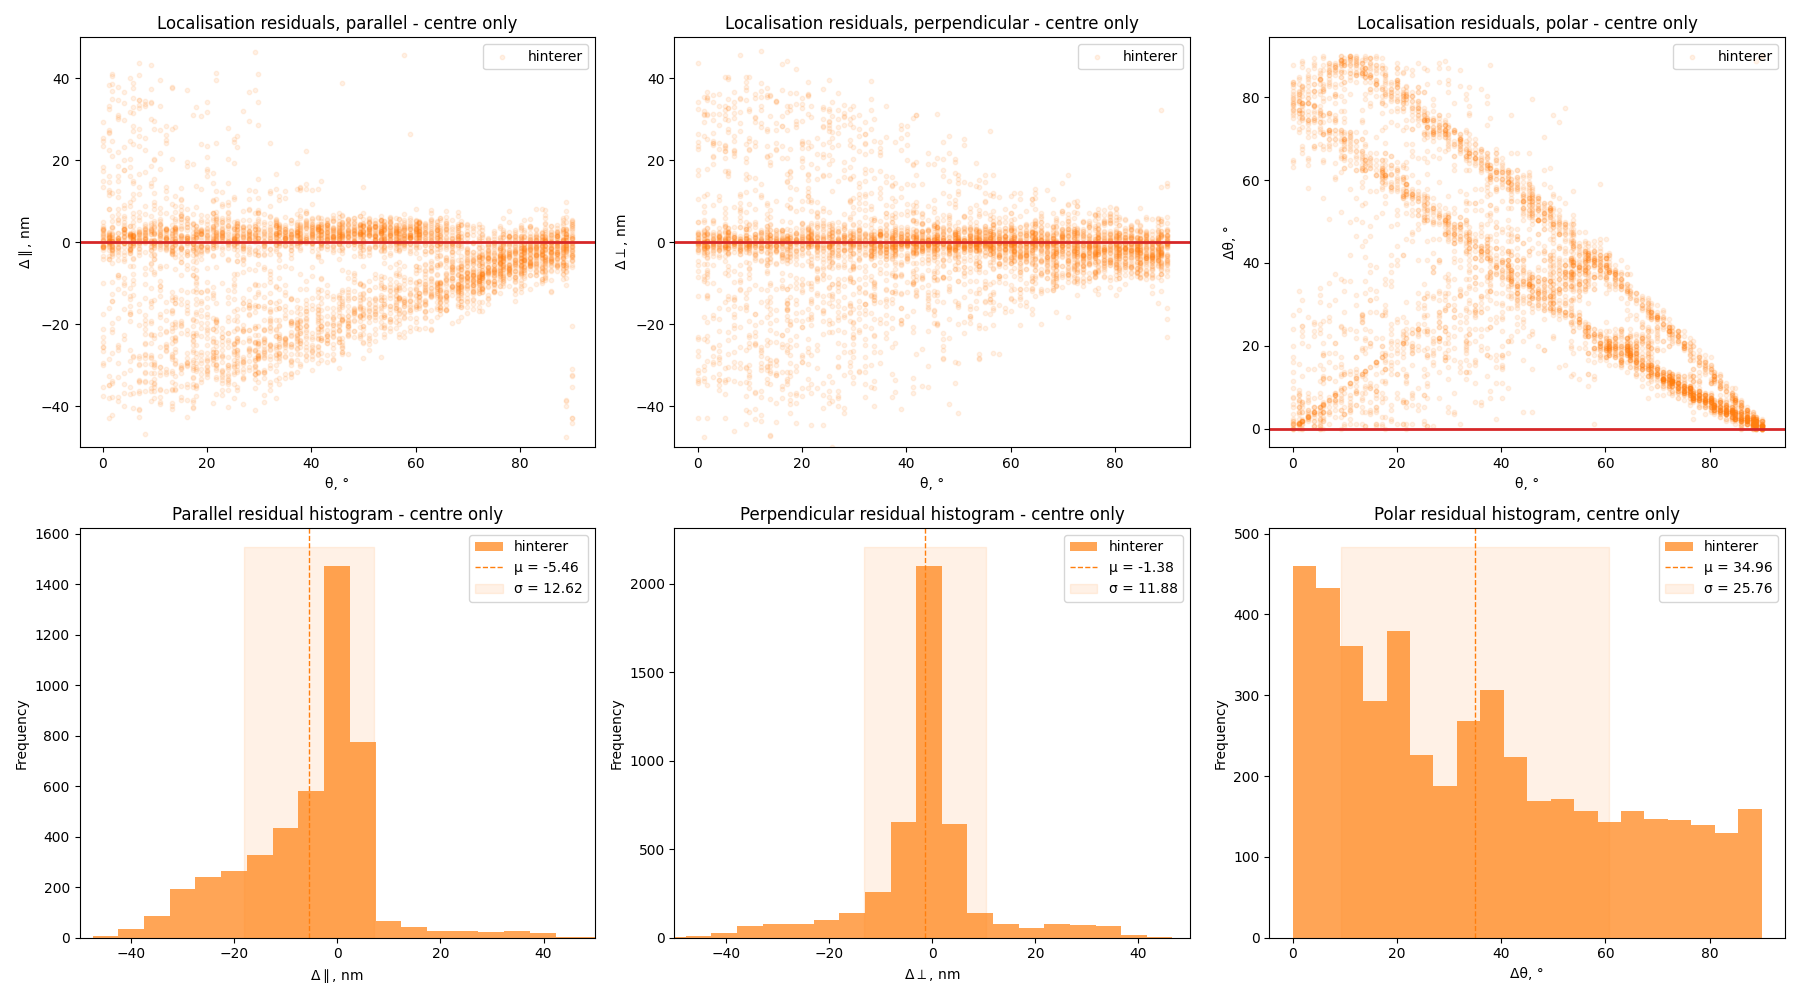 Localisation residuals, parallel - centre only
hinterer
40
20
0
−20
−40
Δ∥, nm
0 20 40 60 80
θ, °
Localisation residuals, perpendicular - centre only
hinterer
40
20
0
−20
−40
Δ⊥, nm
0 20 40 60 80
θ, °
Localisation residuals, polar - centre only
hinterer
80
60
40
20
0
Δθ, °
0 20 40 60 80
θ, °
Parallel residual histogram - centre only
hinterer
μ = -5.46
σ = 12.62
1600
1400
1200
1000
800
600
400
200
0
Frequency
−40 −20 0 20 40
Δ∥, nm
Perpendicular residual histogram - centre only
hinterer
μ = -1.38
σ = 11.88
2000
1500
1000
500
0
Frequency
−40 −20 0 20 40
Δ⊥, nm
Polar residual histogram, centre only
hinterer
μ = 34.96
σ = 25.76
500
400
300
200
100
0
Frequency
0 20 40 60 80
Δθ, °